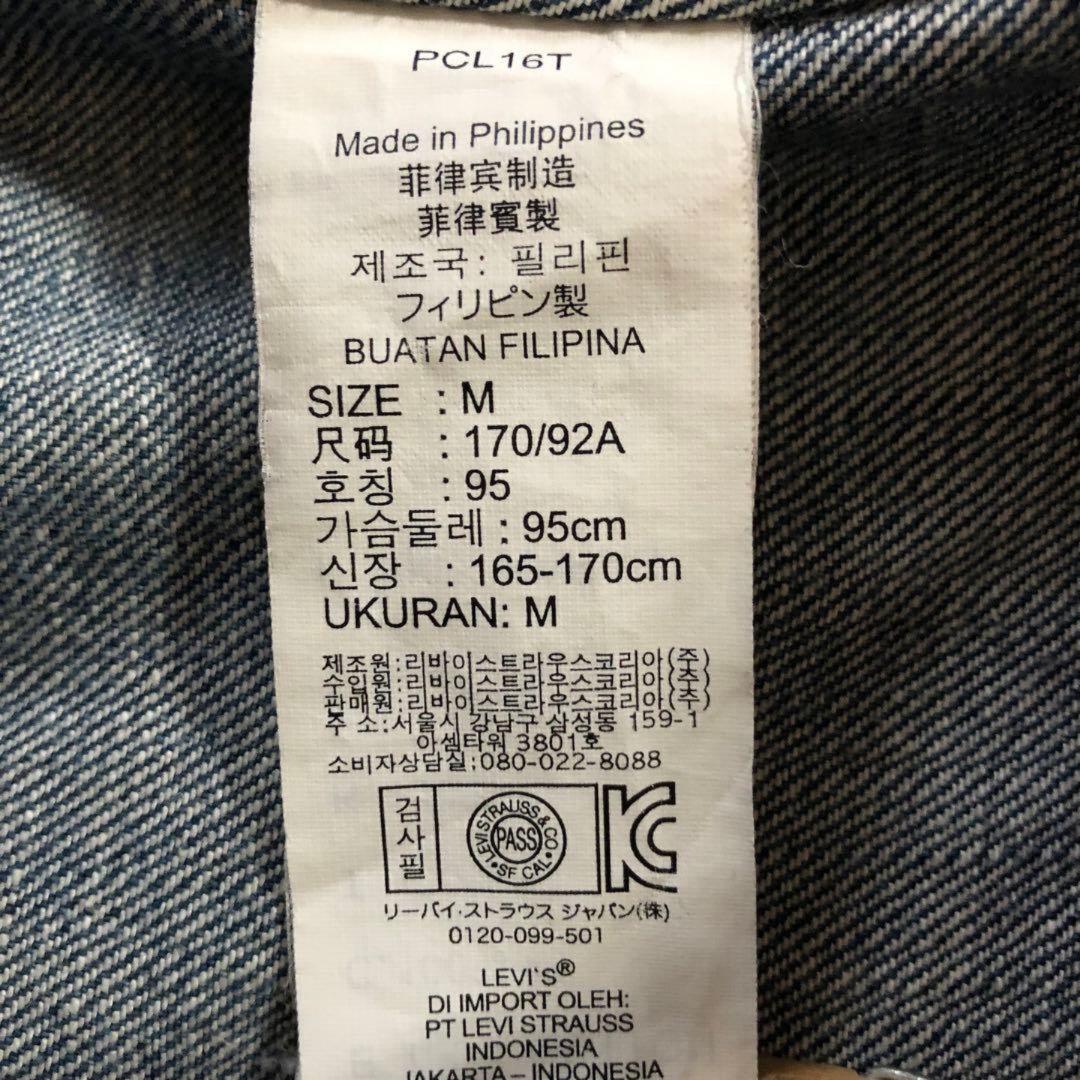 PCL16T
Made in Philippines
菲律宾制造
菲律賓製
제조국: 필리핀
フィリピン製
BUATAN FILIPINA
SIZE : M
尺码 : 170/92A
호칭 : 95
가슴둘레 : 95cm
신장 : 165-170cm
UKURAN: M
제조원:리바이스트라우스코리아(주)
수입원:리바이스트라우스코리아(주)
판매원:리바이스트라우스코리아(주)
주 소:서울시 강남구 삼성동 159-1
아셈타워 3801호
소비자상담실:080-022-8088
검사필
LEVI STRAUSS & CO.
PASS
• SF CAL •
KC
リーバイ·ストラウス ジャパン(株)
0120-099-501
LEVI'S®
DI IMPORT OLEH:
PT LEVI STRAUSS
INDONESIA
JAKARTA – INDONESIA